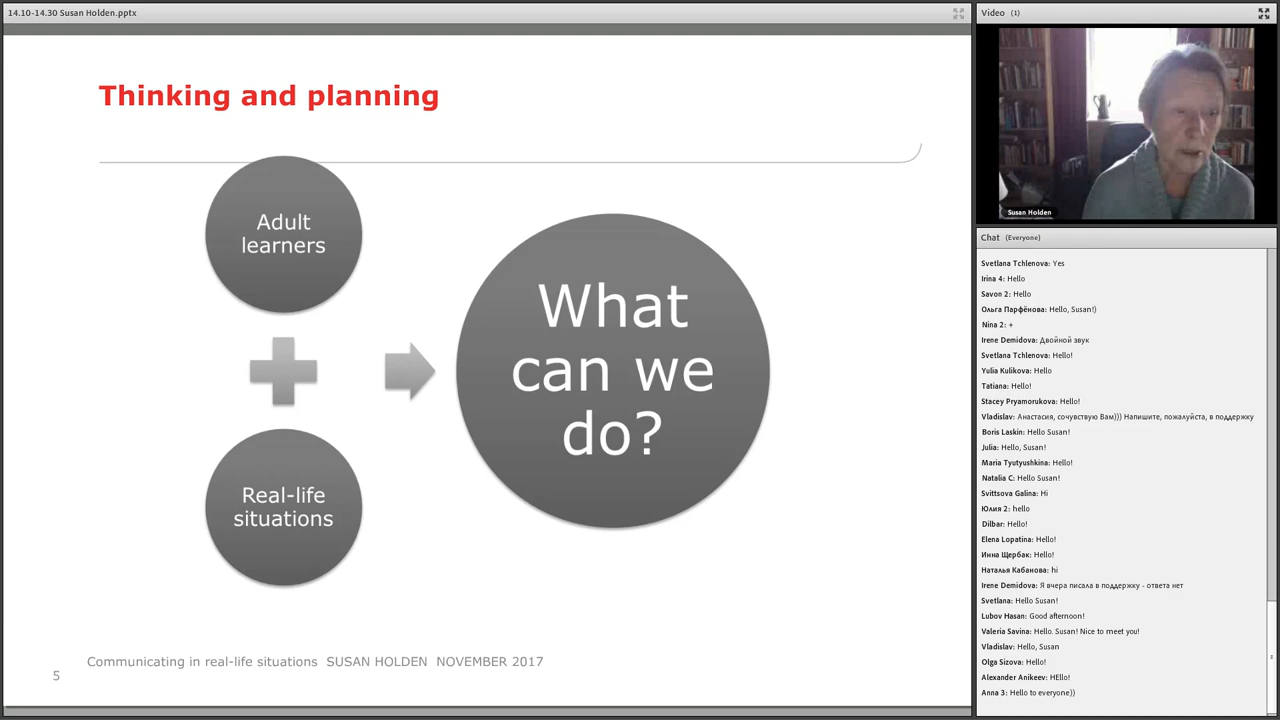 14.10-14.30 Susan Holden.pptx
Thinking and planning
Adult
learners
Real-life
situations
What
can we
do?
Communicating in real-life situations SUSAN HOLDEN NOVEMBER 2017
5
Video (1)
Susan Holden
Chat (Everyone)
Svetlana Tchlenova: Yes
Irina 4: Hello
Savon 2: Hello
Ольга Парфёнова: Hello, Susan!)
Nina 2: +
Irene Demidova: Двойной звук
Svetlana Tchlenova: Hello!
Yulia Kulikova: Hello
Tatiana: Hello!
Stacey Pryamorukova: Hello!
Vladislav: Анастасия, сочувствую Вам))) Напишите, пожалуйста, в поддержку
Boris Laskin: Hello Susan!
Julia: Hello, Susan!
Maria Tyutyushkina: Hello!
Natalia C: Hello Susan!
Svittsova Galina: Hi
Юлия 2: hello
Dilbar: Hello!
Elena Lopatina: Hello!
Инна Щербак: Hello!
Наталья Кабанова: hi
Irene Demidova: Я вчера писала в поддержку - ответа нет
Svetlana: Hello Susan!
Lubov Hasan: Good afternoon!
Valeria Savina: Hello. Susan! Nice to meet you!
Vladislav: Hello, Susan
Olga Sizova: Hello!
Alexander Anikeev: HEllo!
Anna 3: Hello to everyone))